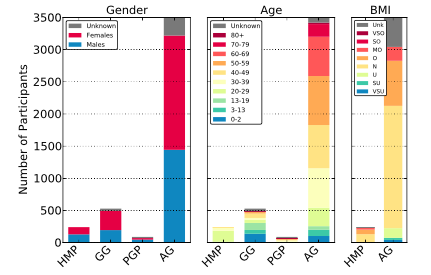 Gender
Age
BMI
Number of Participants
3500
3000
2500
2000
1500
1000
500
0
Unknown
Females
Males
HMP
GG
PGP
AG
Unknown
80+
70-79
60-69
50-59
40-49
30-39
20-29
13-19
3-13
0-2
HMP
GG
PGP
AG
Unk
VSO
SO
MO
O
N
U
SU
VSU
HMP
AG